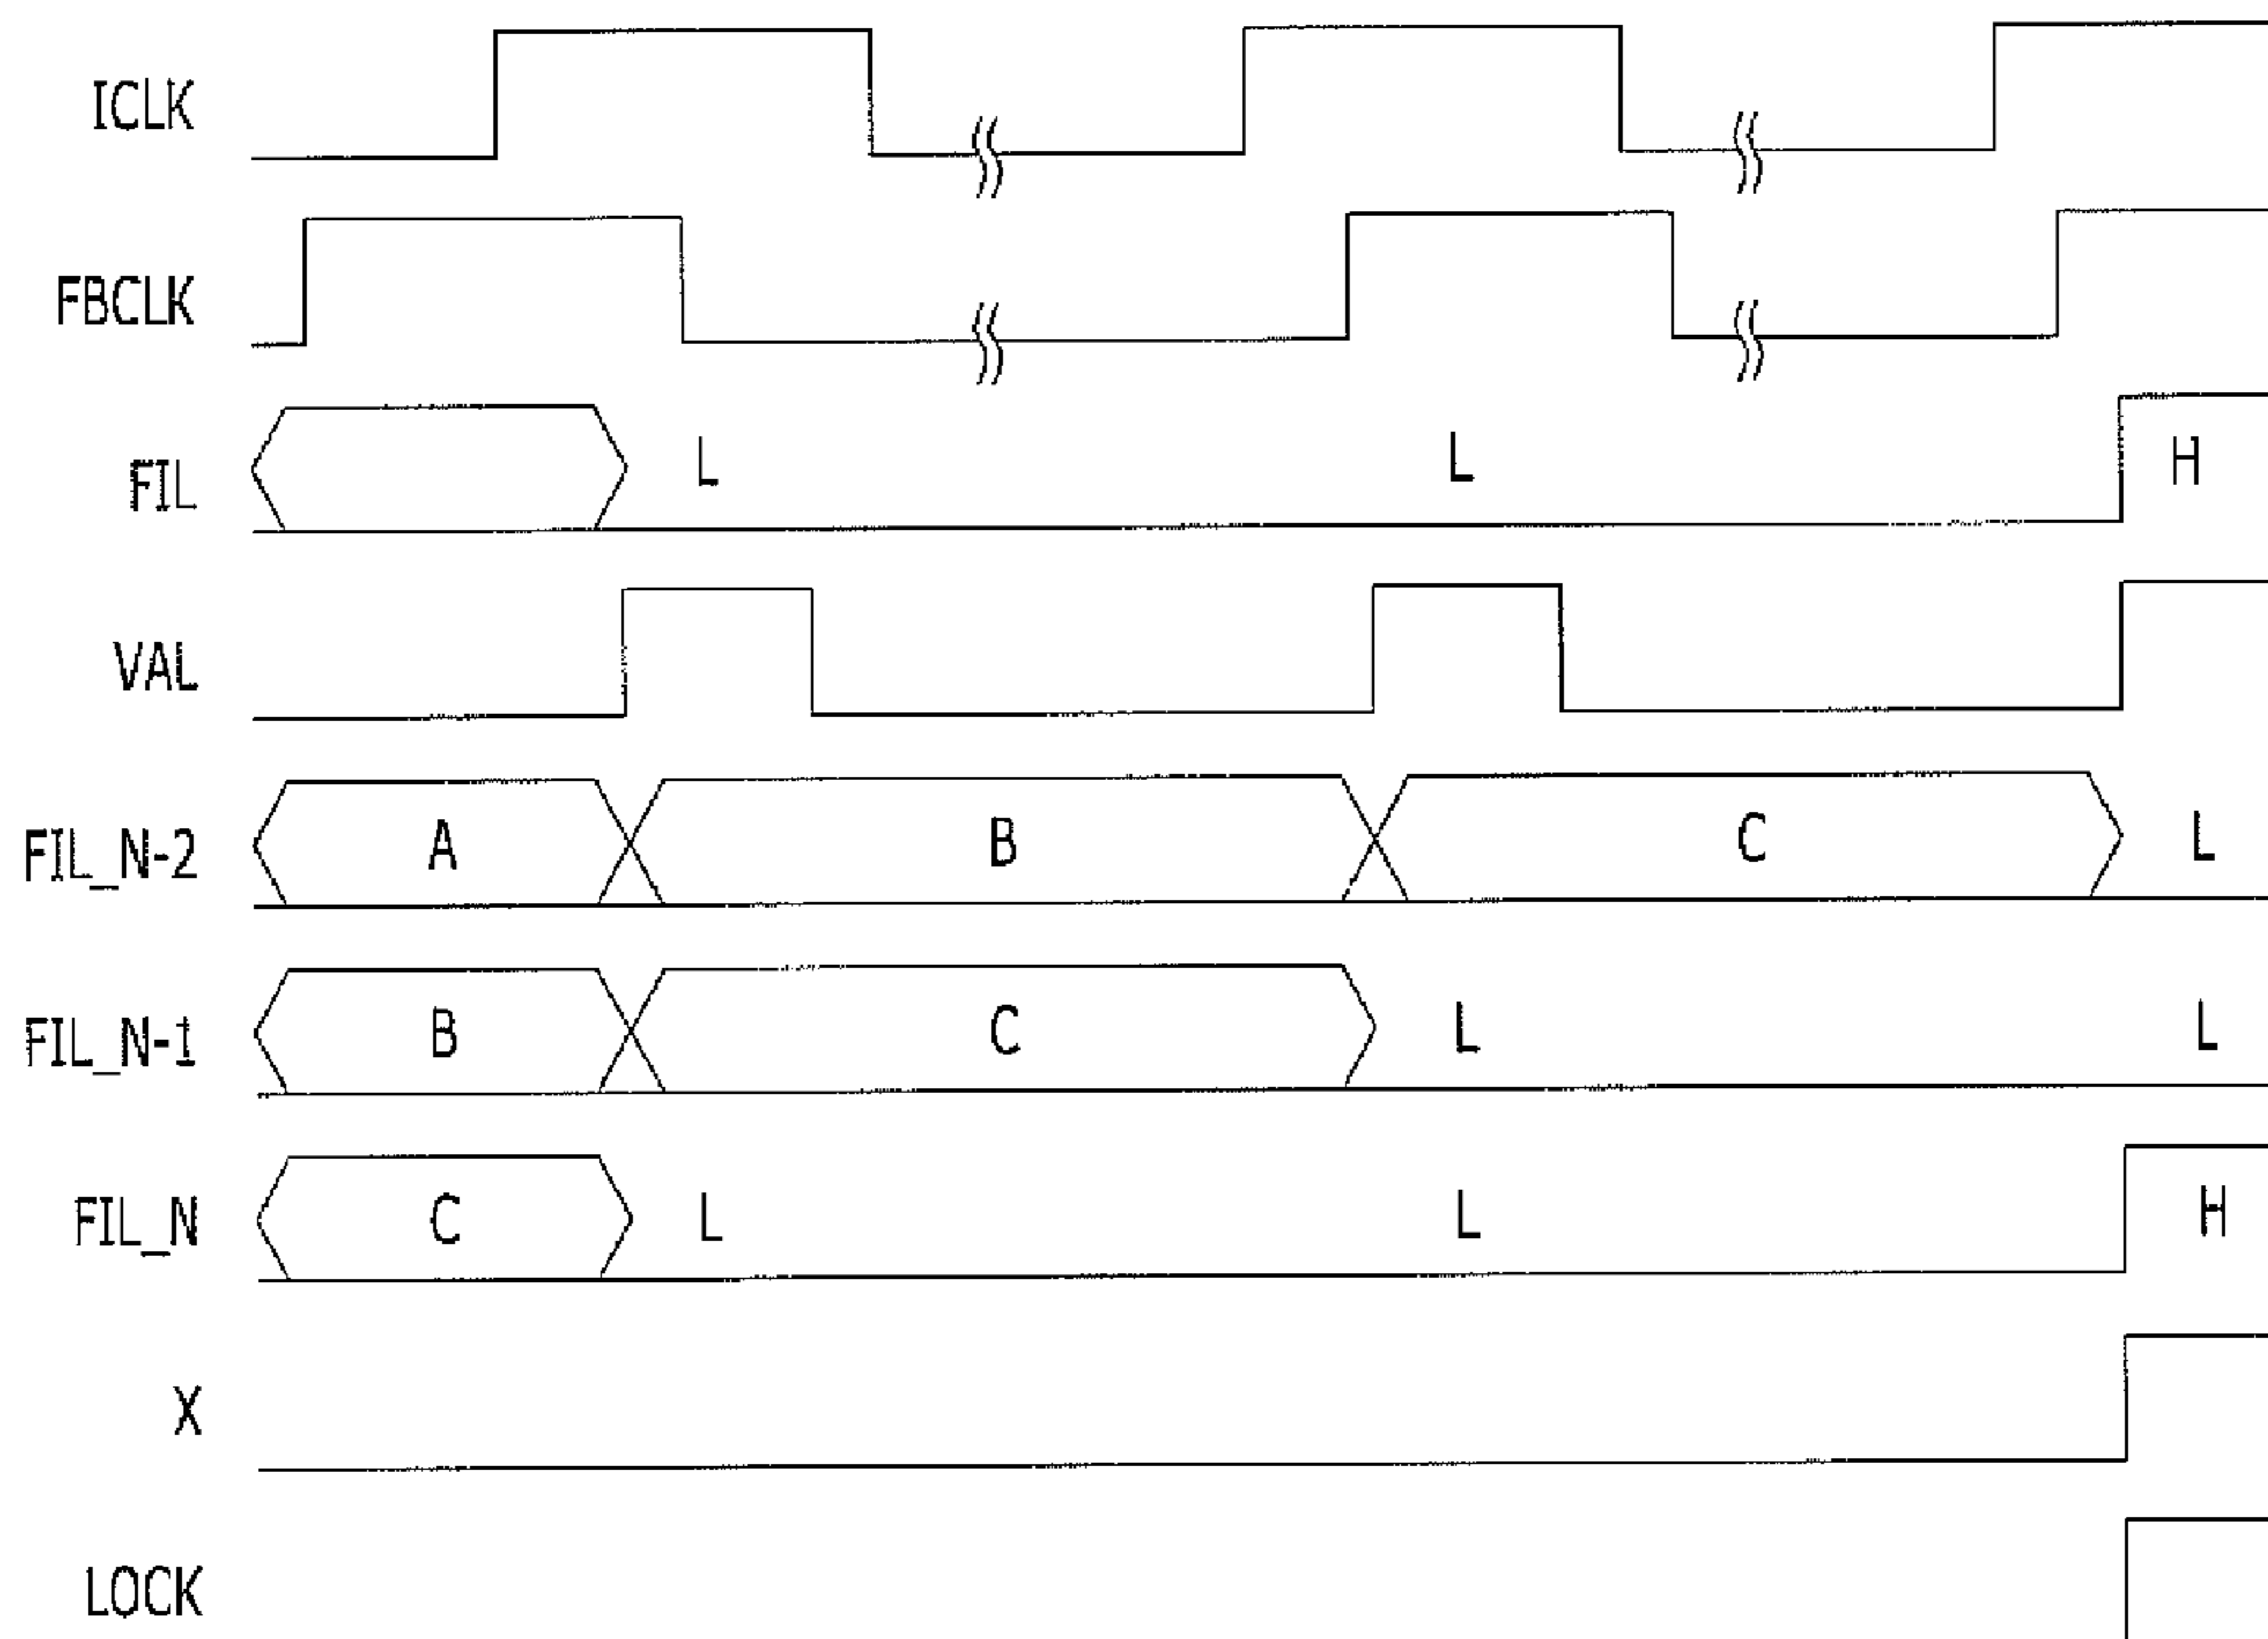 ICLK
FBCLK
FIL L L H
VAL
FIL_N-2 A B C L
FIL_N-1 B C L L
FIL_N C L L H
X
LOCK